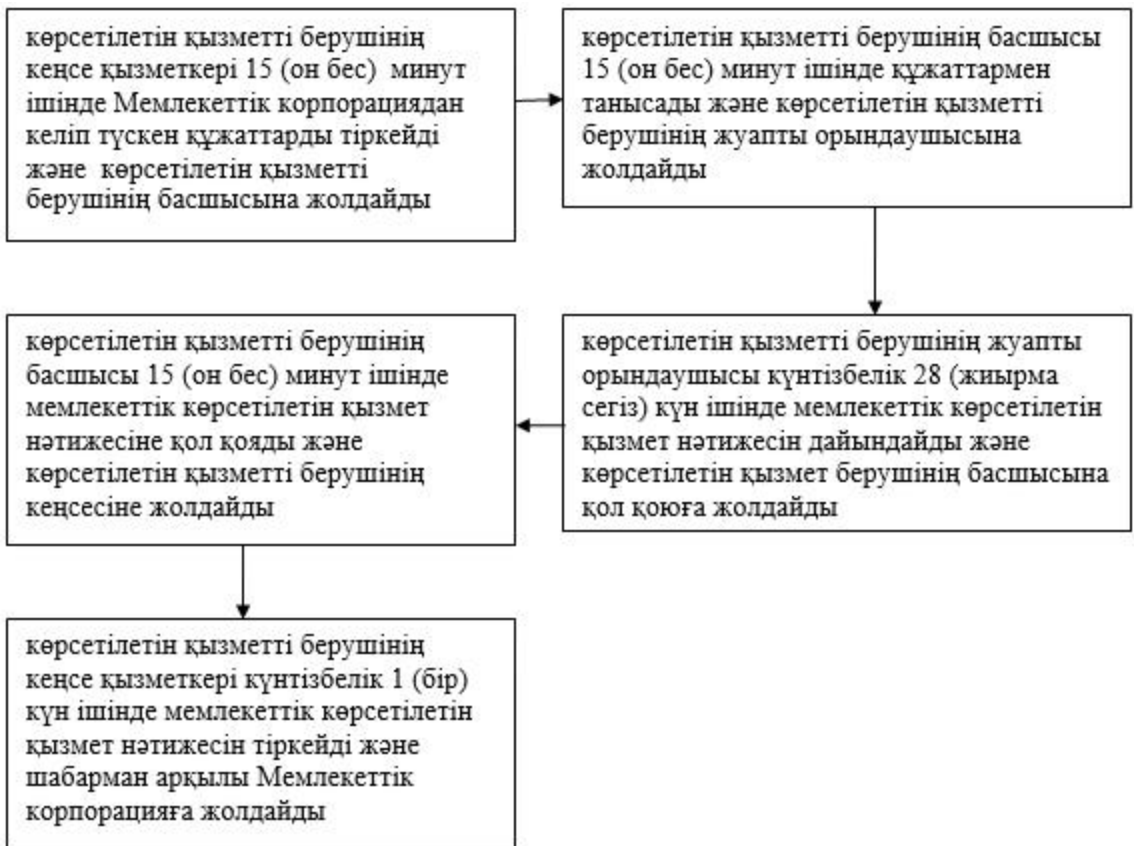 көрсетілетін қызметті берушінің
кеңсе қызметкері 15 (он бес) минут
ішінде Мемлекеттік корпорациядан
келіп түскен құжаттарды тіркейді
және көрсетілетін қызметті
берушінің басшысына жолдайды
көрсетілетін қызметті берушінің басшысы
15 (он бес) минут ішінде құжаттармен
танысады және көрсетілетін қызметті
берушінің жуапты орындаушысына
жолдайды
көрсетілетін қызметті берушінің жуапты
орындаушысы күнтізбелік 28 (жиырма
сегіз) күн ішінде мемлекеттік көрсетілетін
қызмет нәтижесін дайындайды және
көрсетілетін қызмет берушінің басшысына
қол қоюға жолдайды
көрсетілетін қызметті берушінің
басшысы 15 (он бес) минут ішінде
мемлекеттік көрсетілетін қызмет
нәтижесіне қол қояды және
көрсетілетін қызметті берушінің
кеңсесіне жолдайды
көрсетілетін қызметті берушінің
кеңсе қызметкері күнтізбелік 1 (бір)
күн ішінде мемлекеттік көрсетілетін
қызмет нәтижесін тіркейді және
шабарман арқылы Мемлекеттік
корпорацияға жолдайды